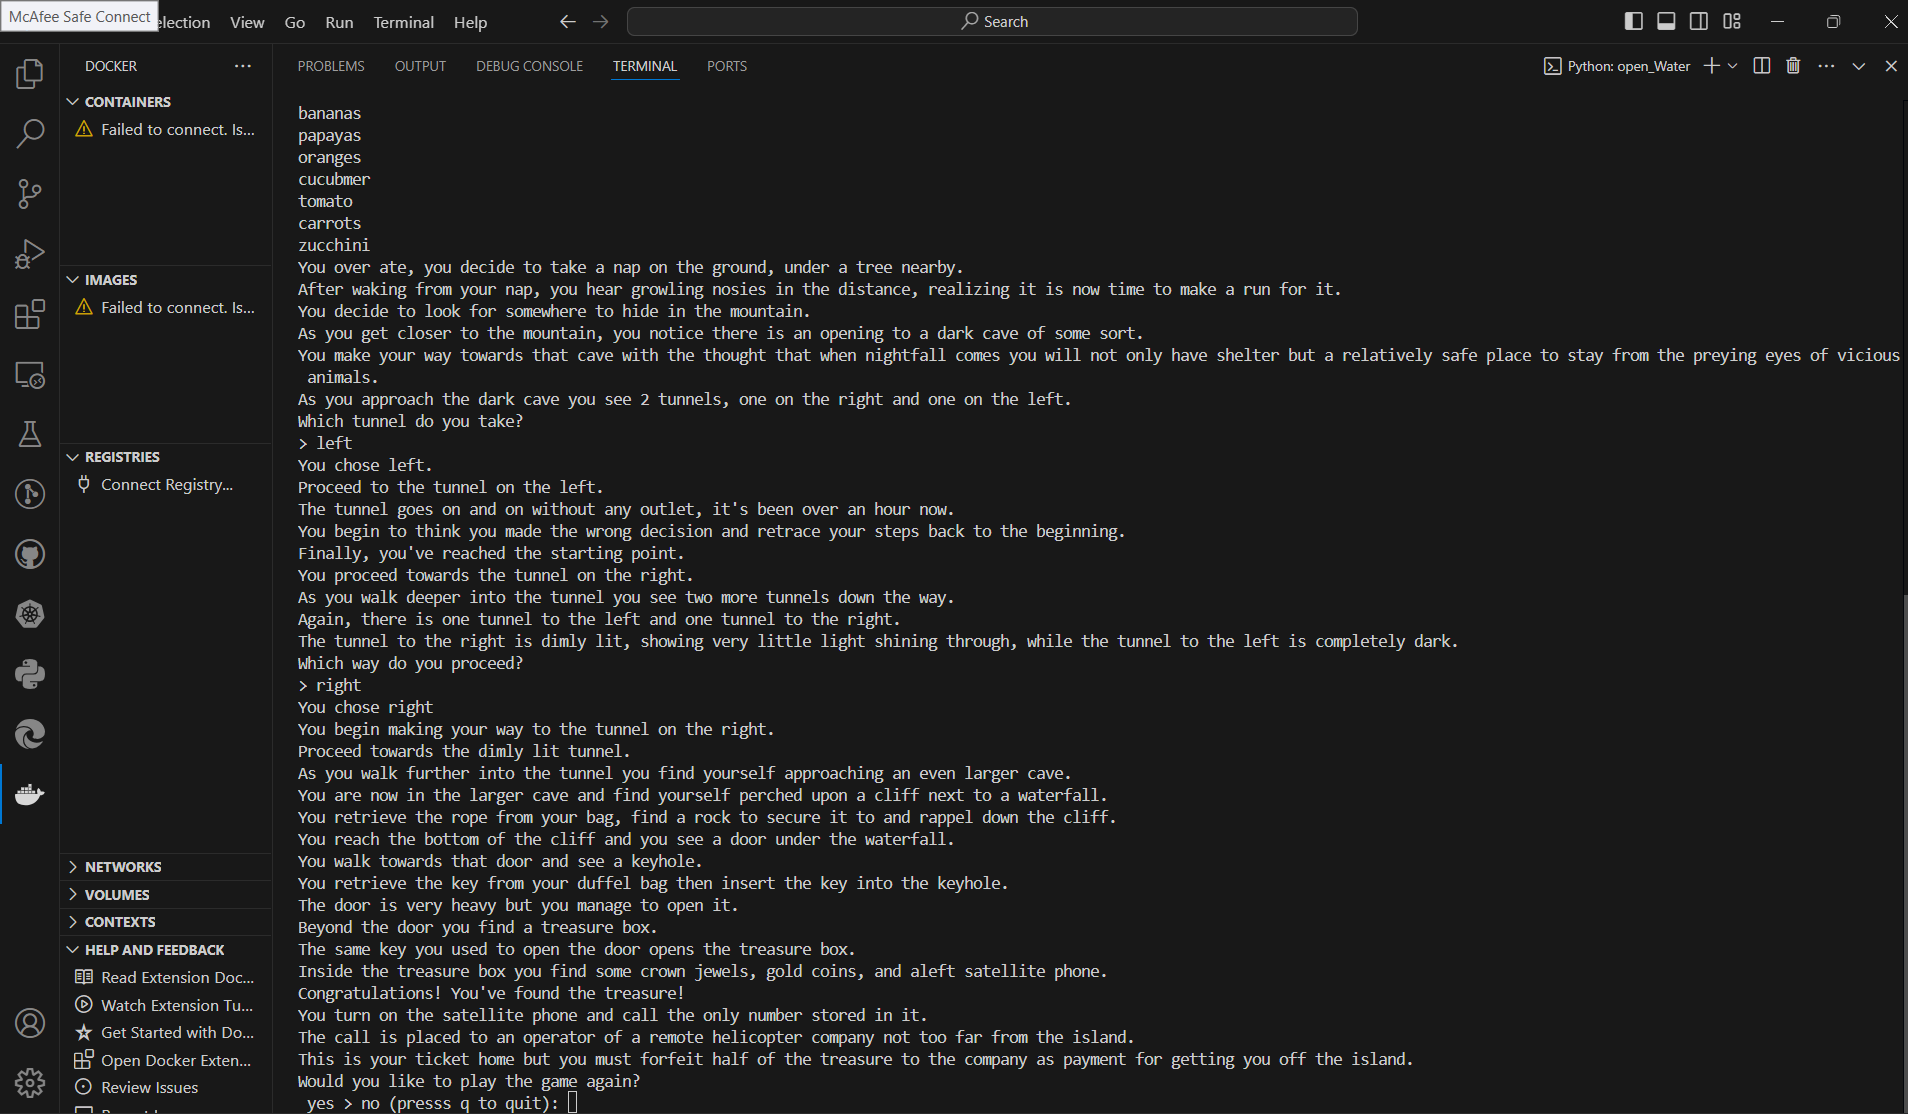 McAfee Safe Connect
election View Go Run Terminal Help
Search
DOCKER
PROBLEMS OUTPUT DEBUG CONSOLE TERMINAL PORTS
Python: open_Water
CONTAINERS
Failed to connect. Is...
IMAGES
Failed to connect. Is...
REGISTRIES
Connect Registry...
NETWORKS
VOLUMES
CONTEXTS
HELP AND FEEDBACK
Read Extension Doc...
Watch Extension Tu...
Get Started with Do...
Open Docker Exten...
Review Issues
bananas
papayas
oranges
cucubmer
tomato
carrots
zucchini
You over ate, you decide to take a nap on the ground, under a tree nearby.
After waking from your nap, you hear growling nosies in the distance, realizing it is now time to make a run for it.
You decide to look for somewhere to hide in the mountain.
As you get closer to the mountain, you notice there is an opening to a dark cave of some sort.
You make your way towards that cave with the thought that when nightfall comes you will not only have shelter but a relatively safe place to stay from the preying eyes of vicious
animals.
As you approach the dark cave you see 2 tunnels, one on the right and one on the left.
Which tunnel do you take?
> left
You chose left.
Proceed to the tunnel on the left.
The tunnel goes on and on without any outlet, it's been over an hour now.
You begin to think you made the wrong decision and retrace your steps back to the beginning.
Finally, you've reached the starting point.
You proceed towards the tunnel on the right.
As you walk deeper into the tunnel you see two more tunnels down the way.
Again, there is one tunnel to the left and one tunnel to the right.
The tunnel to the right is dimly lit, showing very little light shining through, while the tunnel to the left is completely dark.
Which way do you proceed?
> right
You chose right
You begin making your way to the tunnel on the right.
Proceed towards the dimly lit tunnel.
As you walk further into the tunnel you find yourself approaching an even larger cave.
You are now in the larger cave and find yourself perched upon a cliff next to a waterfall.
You retrieve the rope from your bag, find a rock to secure it to and rappel down the cliff.
You reach the bottom of the cliff and you see a door under the waterfall.
You walk towards that door and see a keyhole.
You retrieve the key from your duffel bag then insert the key into the keyhole.
The door is very heavy but you manage to open it.
Beyond the door you find a treasure box.
The same key you used to open the door opens the treasure box.
Inside the treasure box you find some crown jewels, gold coins, and aleft satellite phone.
Congratulations! You've found the treasure!
You turn on the satellite phone and call the only number stored in it.
The call is placed to an operator of a remote helicopter company not too far from the island.
This is your ticket home but you must forfeit half of the treasure to the company as payment for getting you off the island.
Would you like to play the game again?
yes > no (presss q to quit):